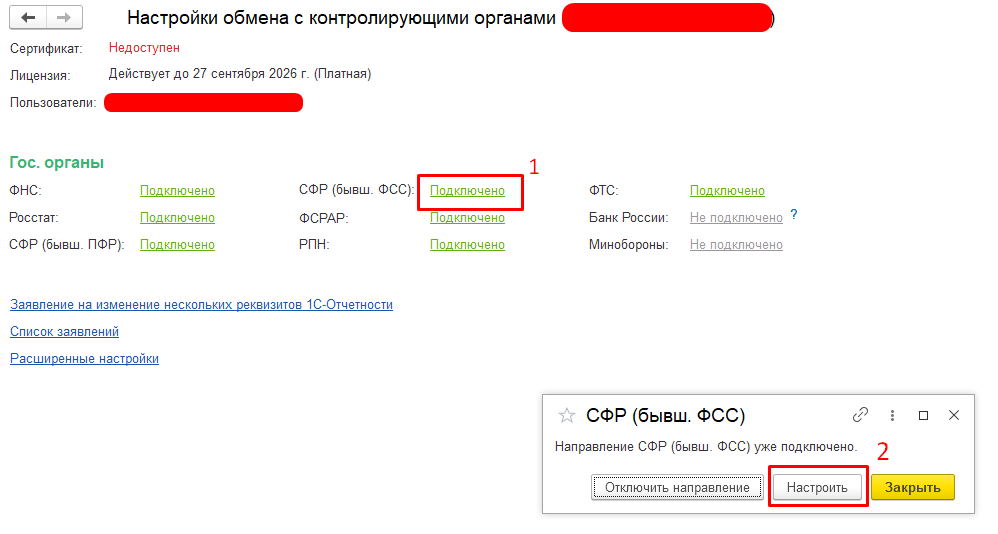 Настройки обмена с контролирующими органами )
Сертификат: Недоступен
Лицензия: Действует до 27 сентября 2026 г. (Платная)
Пользователи:
Гос. органы
1
ФНС: Подключено СФР (бывш. ФСС): Подключено ФТС: Подключено
Росстат: Подключено ФСРАР: Подключено Банк России: Не подключено ?
СФР (бывш. ПФР): Подключено РПН: Подключено Минобороны: Не подключено
Заявление на изменение нескольких реквизитов 1С-Отчетности
Список заявлений
Расширенные настройки
СФР (бывш. ФСС)
Направление СФР (бывш. ФСС) уже подключено.
2
Отключить направление Настроить Закрыть